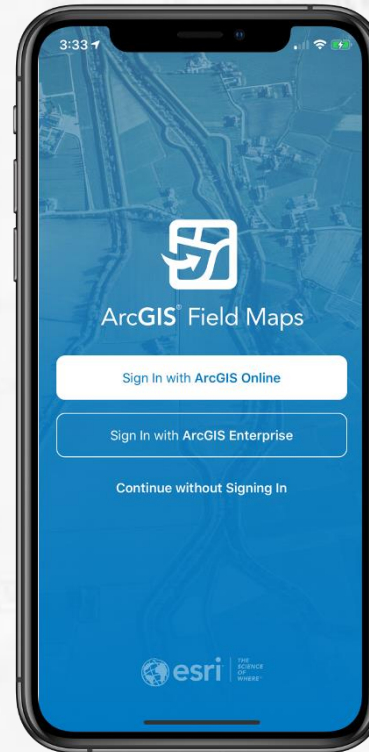 3:33
ArcGIS® Field Maps
Sign In with ArcGIS Online
Sign In with ArcGIS Enterprise
Continue without Signing In
esri
THE
SCIENCE
OF
WHERE™